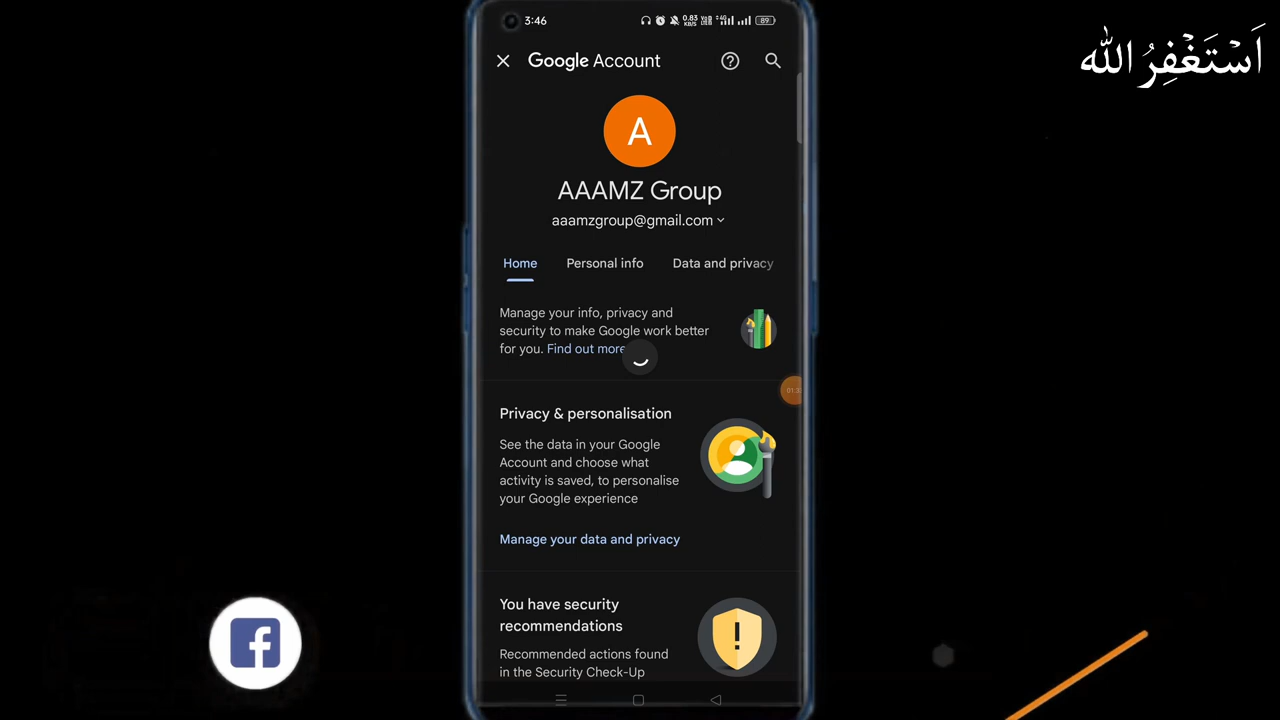 3:46
89
اَسْتَغْفِرُ اللّٰه
Google Account
A
AAAMZ Group
aaamzgroup@gmail.com
Home Personal info Data and privacy
Manage your info, privacy and
security to make Google work better
for you. Find out more
Privacy & personalisation
See the data in your Google
Account and choose what
activity is saved, to personalise
your Google experience
Manage your data and privacy
You have security
recommendations
Recommended actions found
in the Security Check-Up